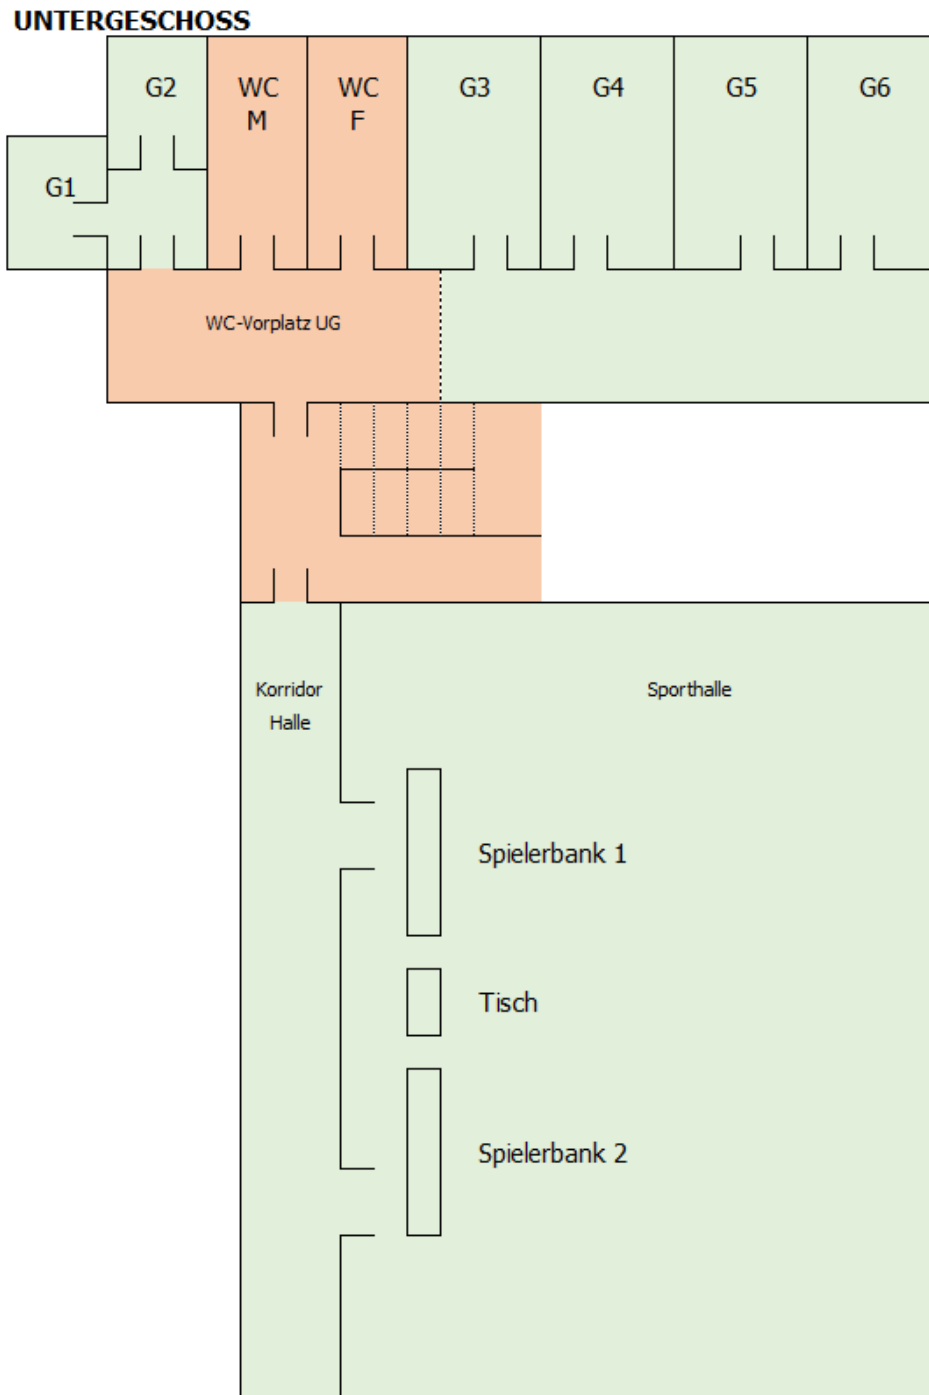 UNTERGESCHOSS
G2
WC
M
WC
F
G3
G4
G5
G6
G1
WC-Vorplatz UG
Korridor
Halle
Sporthalle
Spielerbank 1
Tisch
Spielerbank 2